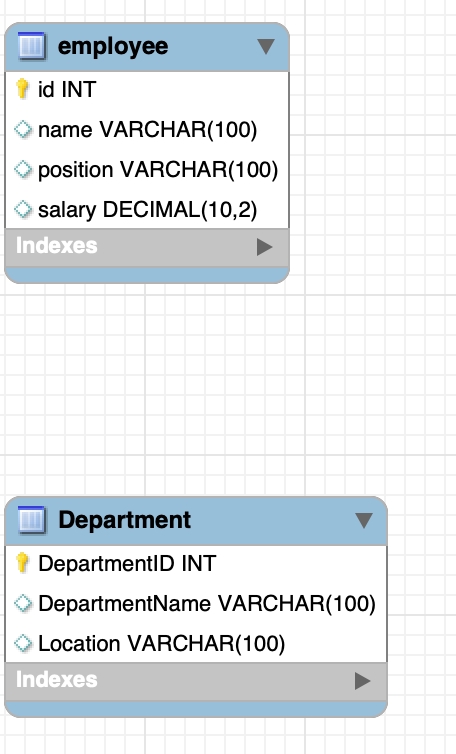 employee
id INT
name VARCHAR(100)
position VARCHAR(100)
salary DECIMAL(10,2)
Indexes
Department
DepartmentID INT
DepartmentName VARCHAR(100)
Location VARCHAR(100)
Indexes